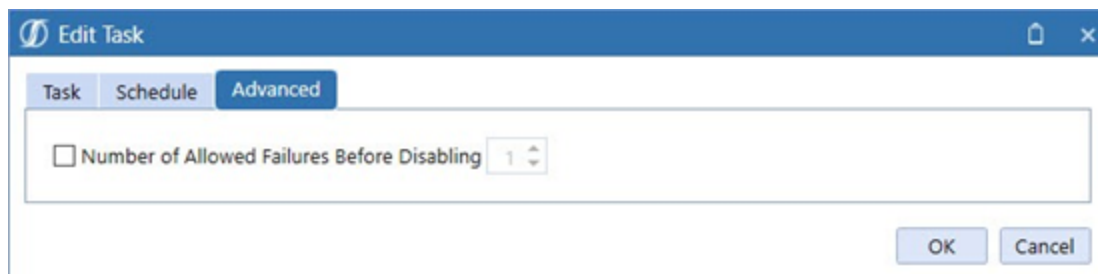 Edit Task
Task Schedule Advanced
Number of Allowed Failures Before Disabling 1
OK Cancel